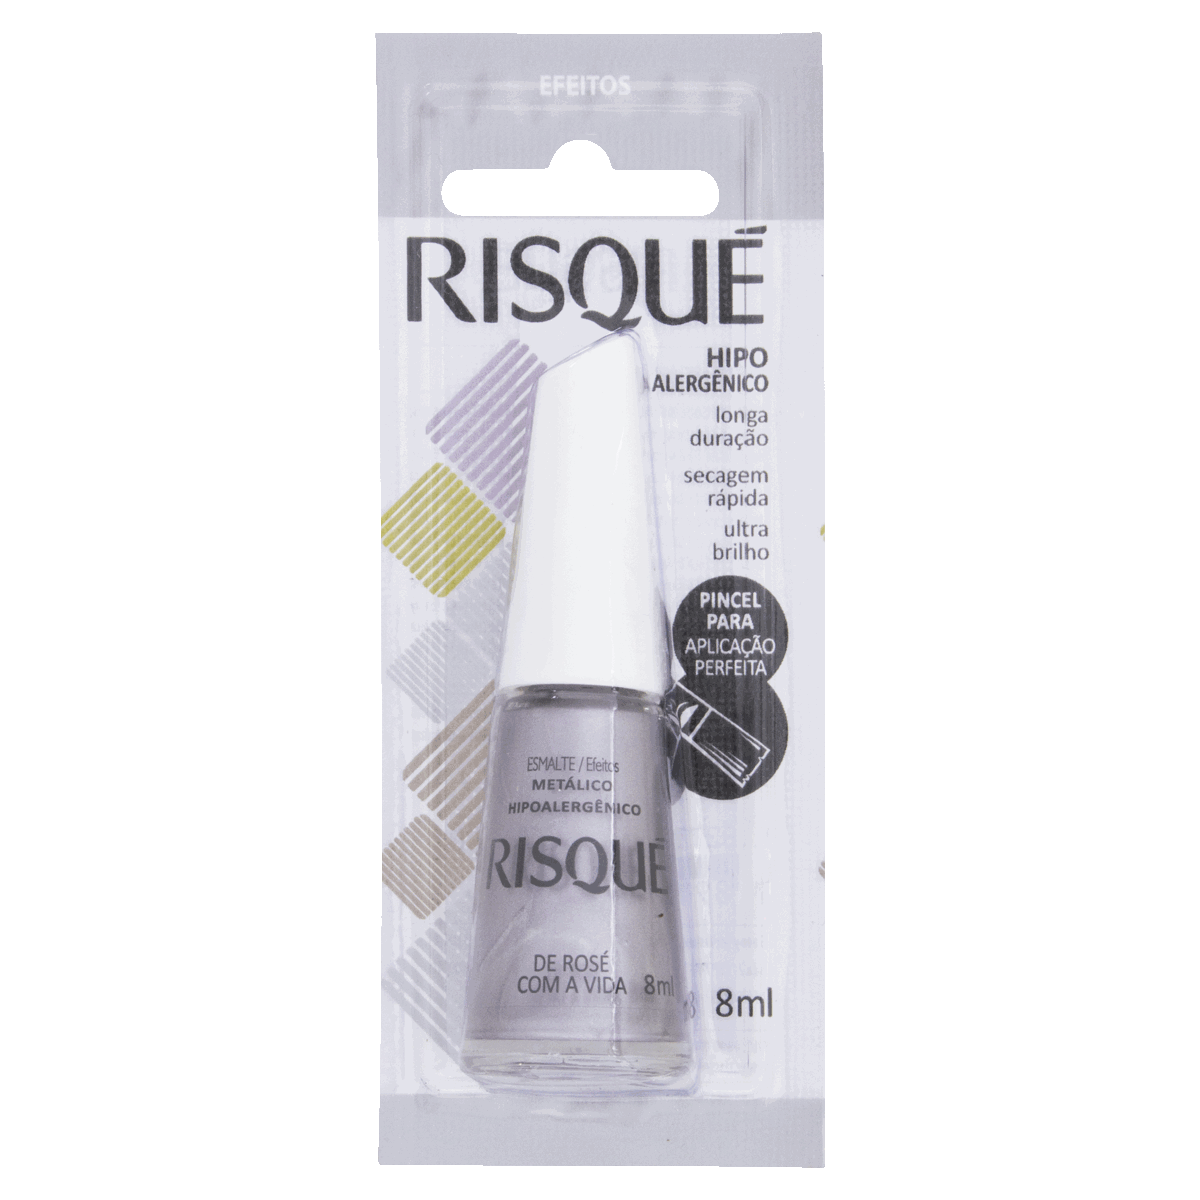 EFEITOS
RISQUÉ
HIPO
ALERGÊNICO
longa
duração
secagem
rápida
ultra
brilho
PINCEL
PARA
APLICAÇÃO
PERFEITA
ESMALTE / Efeitos
METÁLICO
HIPOALERGÊNICO
RISQUÉ
DE ROSÉ
COM A VIDA 8ml
8ml